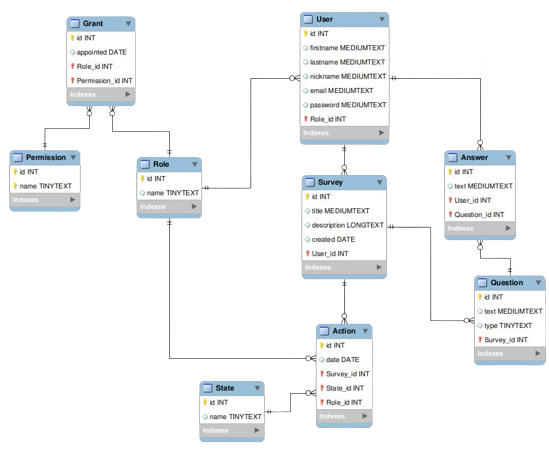 Grant
id INT
appointed DATE
Role_id INT
Permission_id INT
Indexes
User
id INT
firstname MEDIUMTEXT
lastname MEDIUMTEXT
nickname MEDIUMTEXT
email MEDIUMTEXT
password MEDIUMTEXT
Role_id INT
Indexes
Permission
id INT
name TINYTEXT
Indexes
Role
id INT
name TINYTEXT
Indexes
Survey
id INT
title MEDIUMTEXT
description LONGTEXT
created DATE
User_id INT
Indexes
Answer
id INT
text MEDIUMTEXT
User_id INT
Question_id INT
Indexes
Question
id INT
text MEDIUMTEXT
type TINYTEXT
Survey_id INT
Indexes
Action
id INT
date DATE
Survey_id INT
State_id INT
Role_id INT
Indexes
State
id INT
name TINYTEXT
Indexes